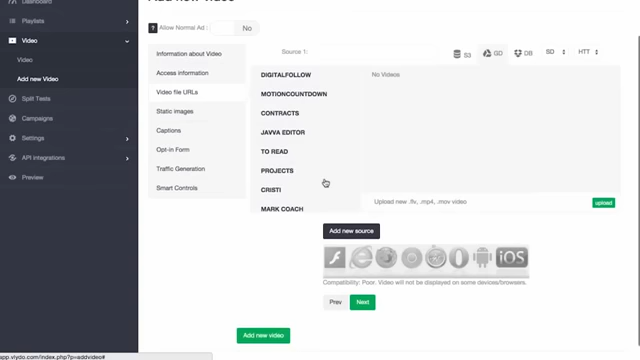 Dashboard
Add new video
Playlists
? Allow Normal Ad : No
Video
Information about Video
Source 1:
S3 GD DB SD HTT
Video
Access information
DIGITALFOLLOW
No Videos
Add new Video
Video file URLs
MOTIONCOUNTDOWN
Split Tests
Static images
CONTRACTS
Campaigns
Captions
JAVVA EDITOR
Settings
Opt-in Form
TO READ
API integrations
Traffic Generation
PROJECTS
Preview
Smart Controls
CRISTI
MARK COACH
Upload new .flv, .mp4, .mov video
upload
Add new source
iOS
Compatibility: Poor. Video will not be displayed on some devices/browsers.
Prev Next
Add new video
app.viydo.com/index.php?p=addvideo#